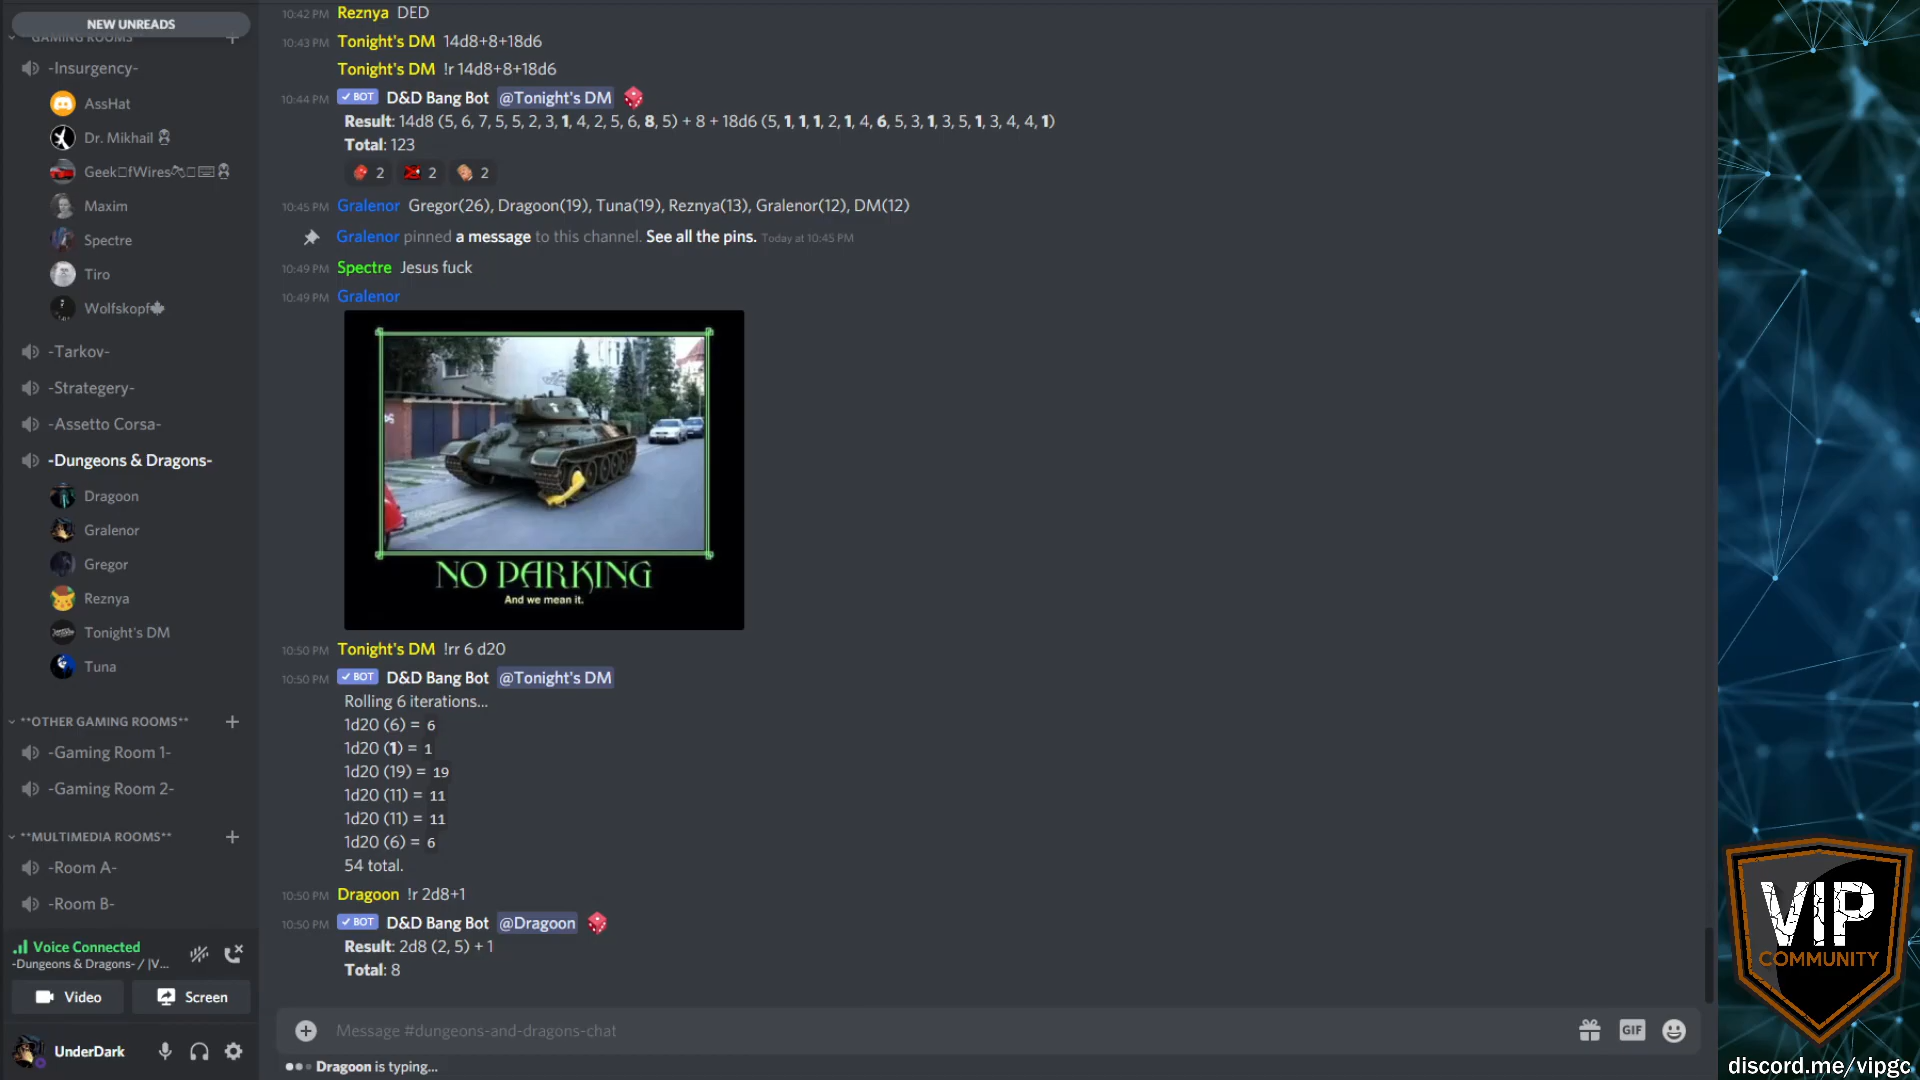 NEW UNREADS
GAMING ROOMS
-Insurgency-
AssHat
Dr. Mikhail
Geek▯fWires
Maxim
Spectre
Tiro
Wolfskopf
-Tarkov-
-Strategery-
-Assetto Corsa-
-Dungeons & Dragons-
Dragoon
Gralenor
Gregor
Reznya
Tonight's DM
Tuna
**OTHER GAMING ROOMS**
-Gaming Room 1-
-Gaming Room 2-
**MULTIMEDIA ROOMS**
-Room A-
-Room B-
Voice Connected
-Dungeons & Dragons- / |V...
Video
Screen
UnderDark
10:42 PM Reznya DED
10:43 PM Tonight's DM 14d8+8+18d6
Tonight's DM !r 14d8+8+18d6
10:44 PM BOT D&D Bang Bot @Tonight's DM
Result: 14d8 (5, 6, 7, 5, 5, 2, 3, 1, 4, 2, 5, 6, 8, 5) + 8 + 18d6 (5, 1, 1, 1, 2, 1, 4, 6, 5, 3, 1, 3, 5, 1, 3, 4, 4, 1)
Total: 123
2 2 2
10:45 PM Gralenor Gregor(26), Dragoon(19), Tuna(19), Reznya(13), Gralenor(12), DM(12)
Gralenor pinned a message to this channel. See all the pins. Today at 10:45 PM
10:49 PM Spectre Jesus fuck
10:49 PM Gralenor
NO PARKING
And we mean it.
10:50 PM Tonight's DM !rr 6 d20
10:50 PM BOT D&D Bang Bot @Tonight's DM
Rolling 6 iterations...
1d20 (6) = 6
1d20 (1) = 1
1d20 (19) = 19
1d20 (11) = 11
1d20 (11) = 11
1d20 (6) = 6
54 total.
10:50 PM Dragoon !r 2d8+1
10:50 PM BOT D&D Bang Bot @Dragoon
Result: 2d8 (2, 5) + 1
Total: 8
Message #dungeons-and-dragons-chat
GIF
Dragoon is typing...
VIP
COMMUNITY
discord.me/vipgc